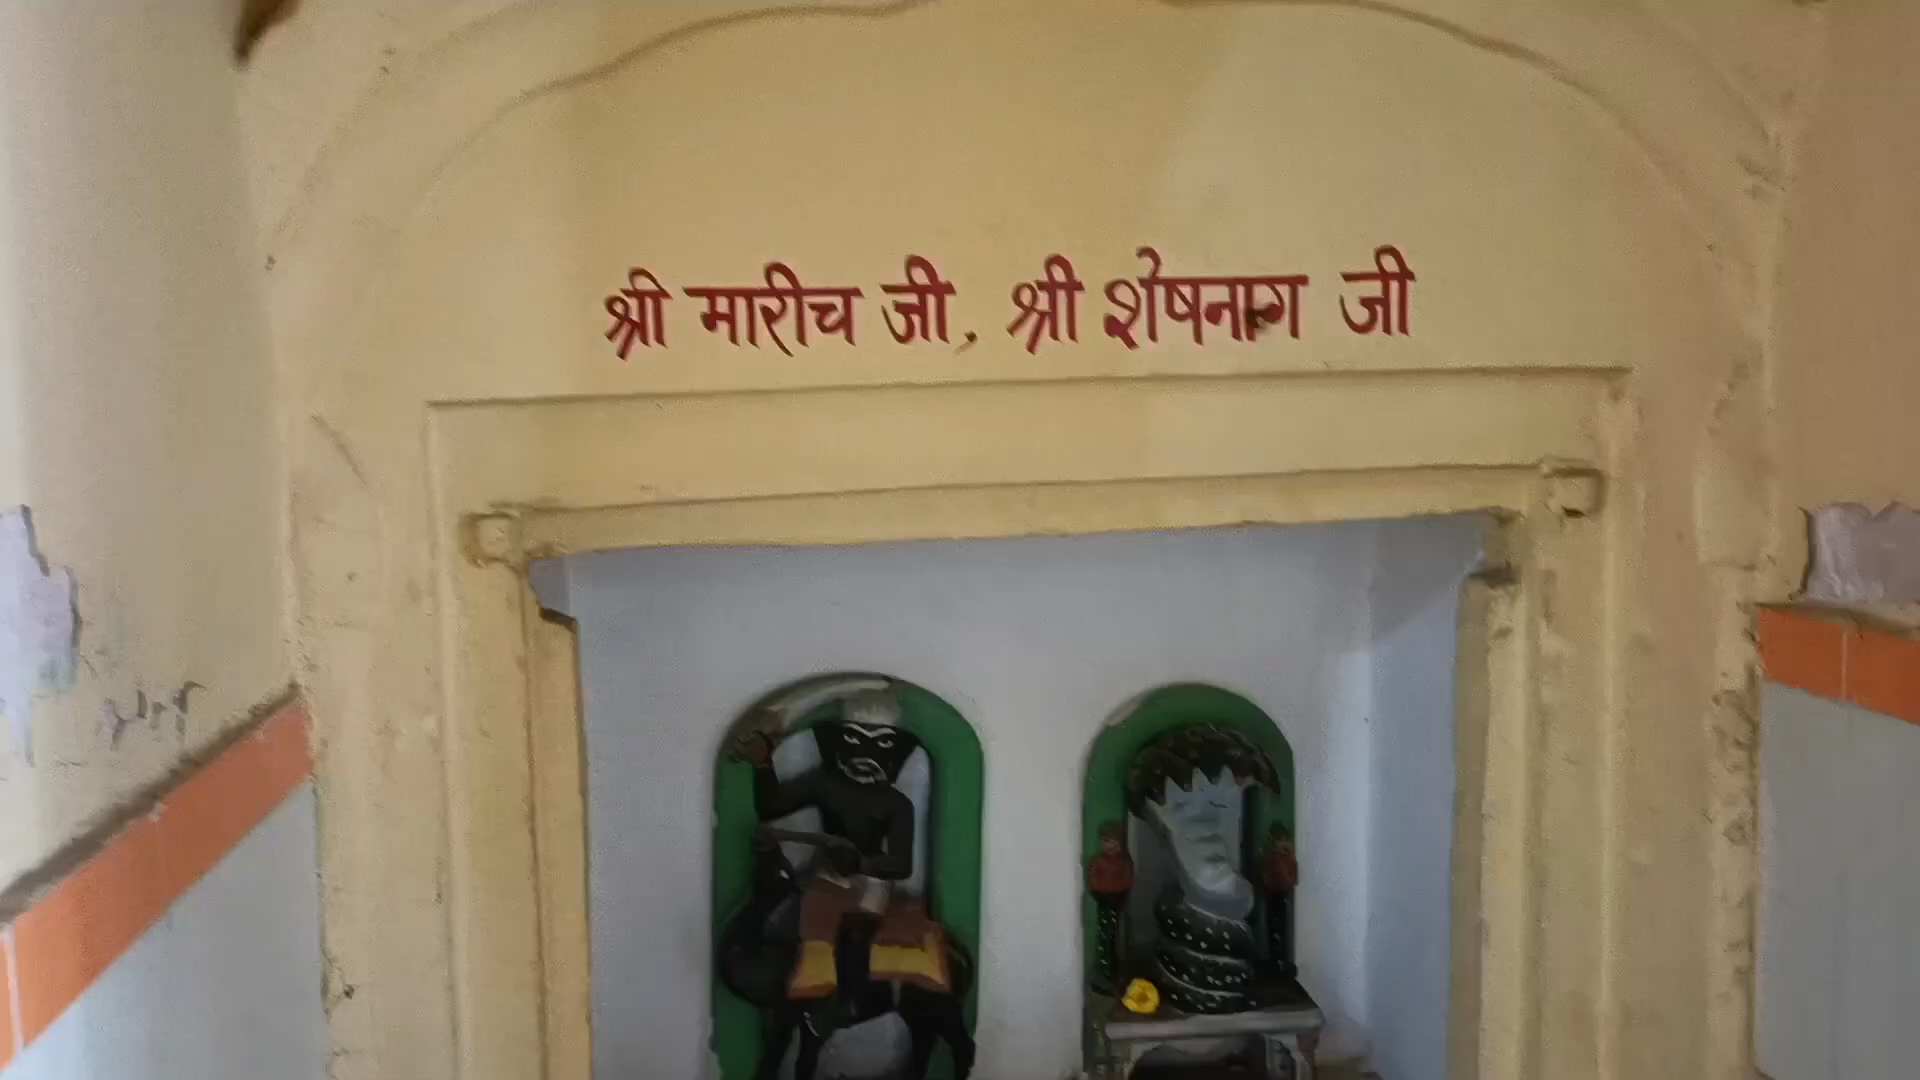 श्री मारीच जी, श्री शेषनाग जी